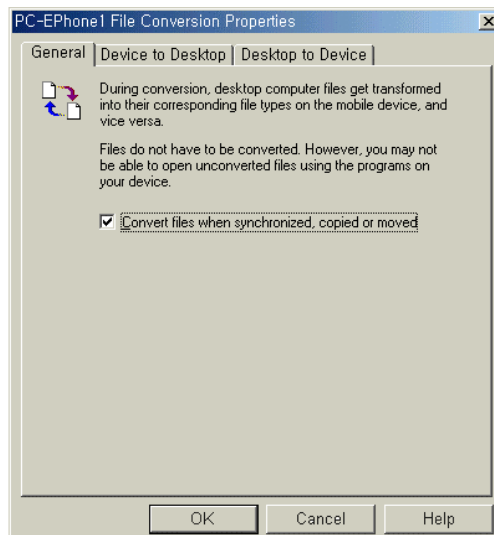 PC-EPhone1 File Conversion Properties
General Device to Desktop Desktop to Device
During conversion, desktop computer files get transformed
into their corresponding file types on the mobile device, and
vice versa.
Files do not have to be converted. However, you may not
be able to open unconverted files using the programs on
your device.
Convert files when synchronized, copied or moved
OK Cancel Help